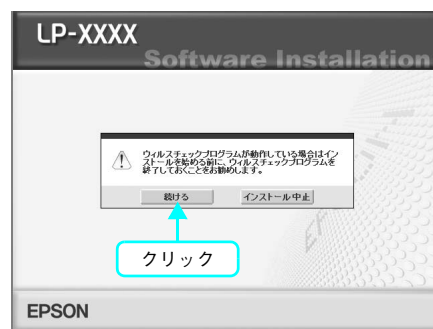 LP-XXXX
Software Installation
ウィルスチェックプログラムが動作している場合はイン
ストールを始める前に、ウィルスチェックプログラムを
終了しておくことをお勧めします。
続ける
インストール中止
クリック
EPSON